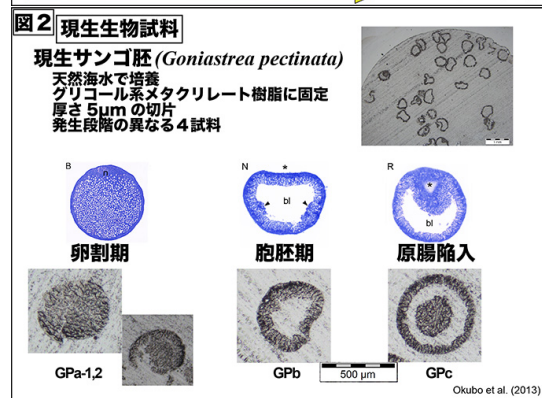 図2 現生生物試料
現生サンゴ胚 (Goniastrea pectinata)
天然海水で培養
グリコール系メタクリレート樹脂に固定
厚さ 5μm の切片
発生段階の異なる4試料
B N R
n * *
bl bl
卵割期 胞胚期 原腸陥入
GPa-1,2 GPb GPc
500 μm
Okubo et al. (2013)